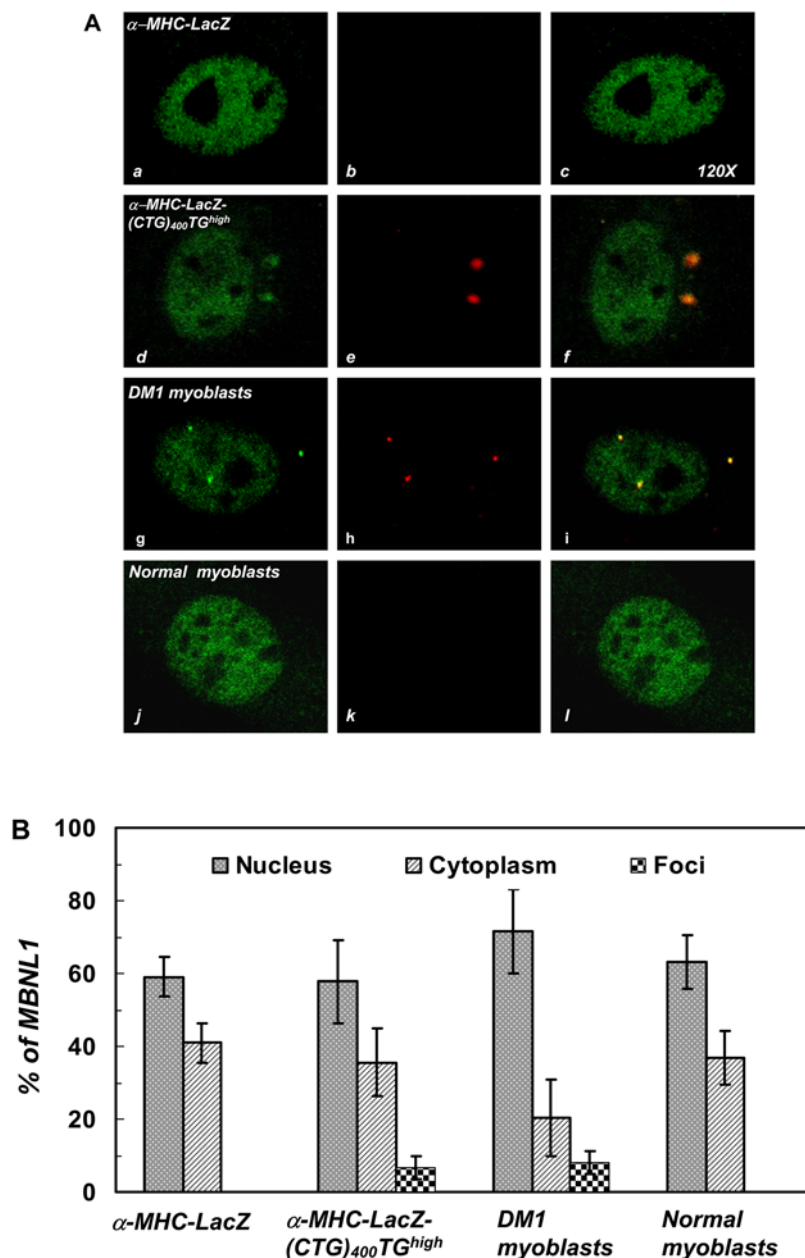 A
α–MHC-LacZ
a
b
c
120X
α–MHC-LacZ-
(CTG)400TGhigh
d
e
f
DM1 myoblasts
g
h
i
Normal myoblasts
j
k
l
B
100
80
60
40
20
0
% of MBNL1
Nucleus
Cytoplasm
Foci
α-MHC-LacZ
α-MHC-LacZ-
(CTG)400TGhigh
DM1
myoblasts
Normal
myoblasts